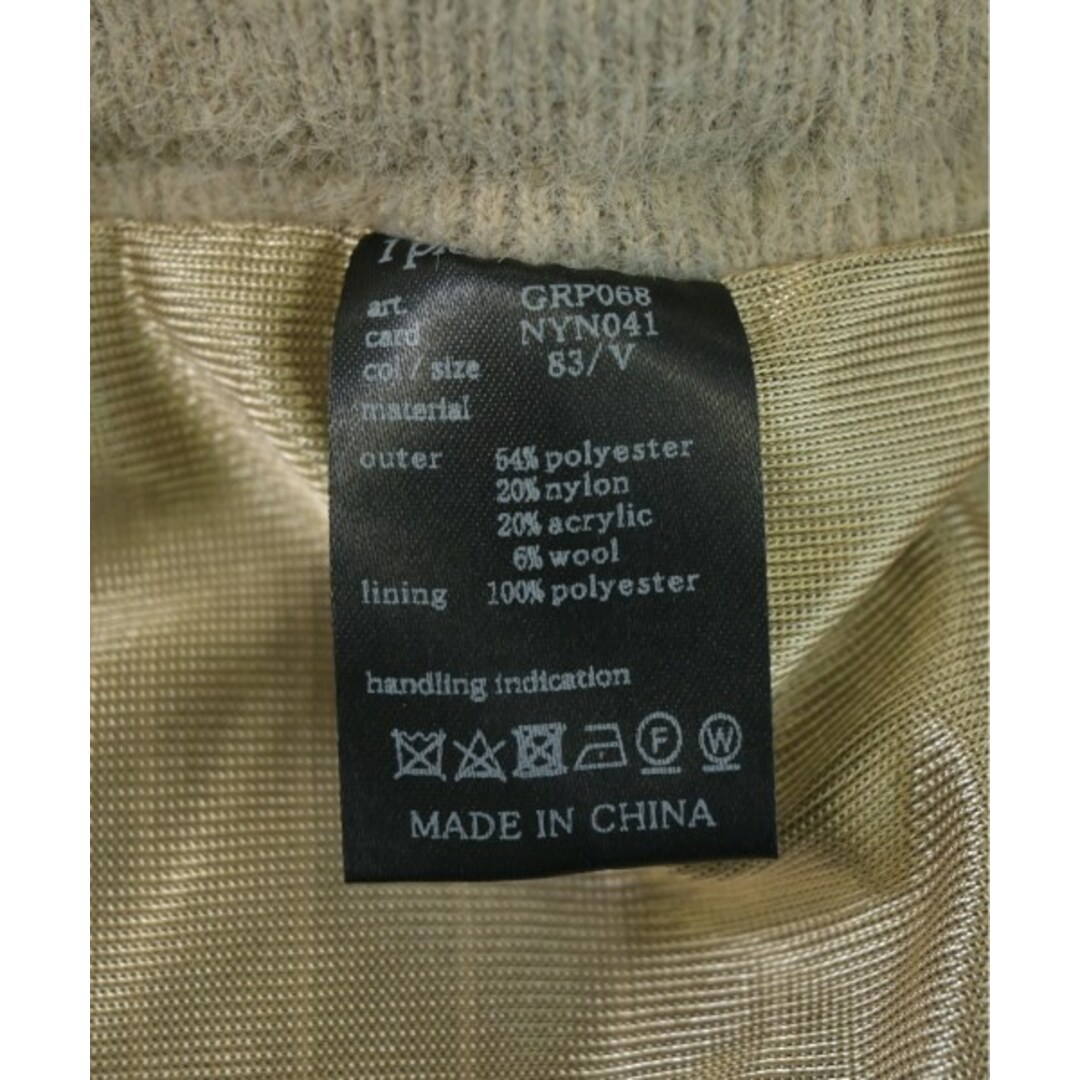 art. GRP068
card NYN041
col / size 83/V
material
outer 54% polyester
20% nylon
20% acrylic
6% wool
lining 100% polyester
handling indication
F W
MADE IN CHINA